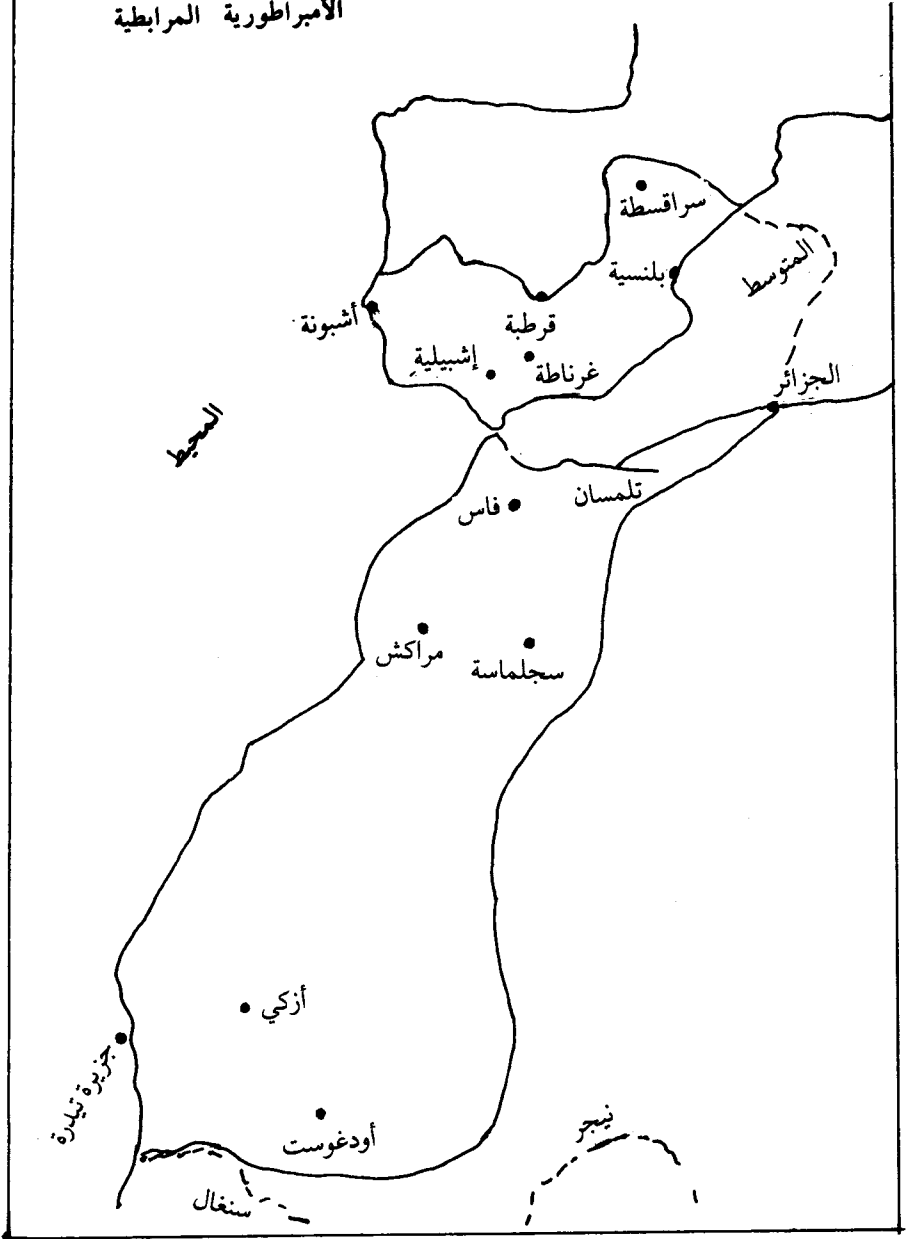 الأمبراطورية المرابطية
سراقسطة
المتوسط
بلنسية
أشبونة
قرطبة
إشبيلية
غرناطة
الجزائر
المحيط
تلمسان
فاس
مراكش
سجلماسة
أزكي
جزيرة تيدرة
أودغوست
نيجر
سنغال